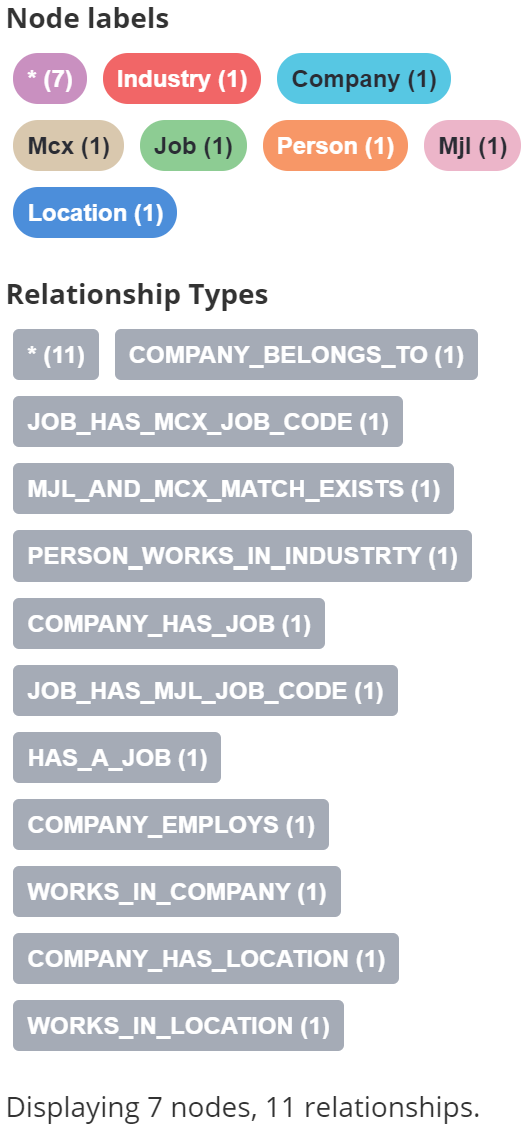 Node labels
* (7) Industry (1) Company (1)
Mcx (1) Job (1) Person (1) Mjl (1)
Location (1)
Relationship Types
* (11) COMPANY_BELONGS_TO (1)
JOB_HAS_MCX_JOB_CODE (1)
MJL_AND_MCX_MATCH_EXISTS (1)
PERSON_WORKS_IN_INDUSTRTY (1)
COMPANY_HAS_JOB (1)
JOB_HAS_MJL_JOB_CODE (1)
HAS_A_JOB (1)
COMPANY_EMPLOYS (1)
WORKS_IN_COMPANY (1)
COMPANY_HAS_LOCATION (1)
WORKS_IN_LOCATION (1)
Displaying 7 nodes, 11 relationships.